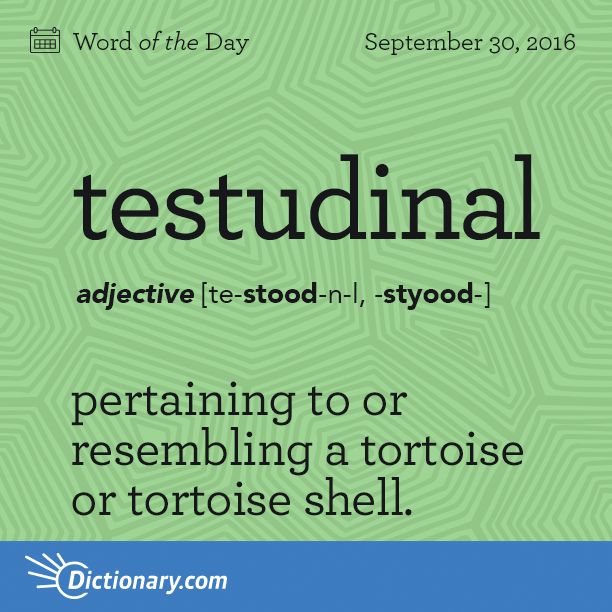 Word of the Day
September 30, 2016
testudinal
adjective [te-stood-n-l, -styood-]
pertaining to or
resembling a tortoise
or tortoise shell.
Dictionary.com